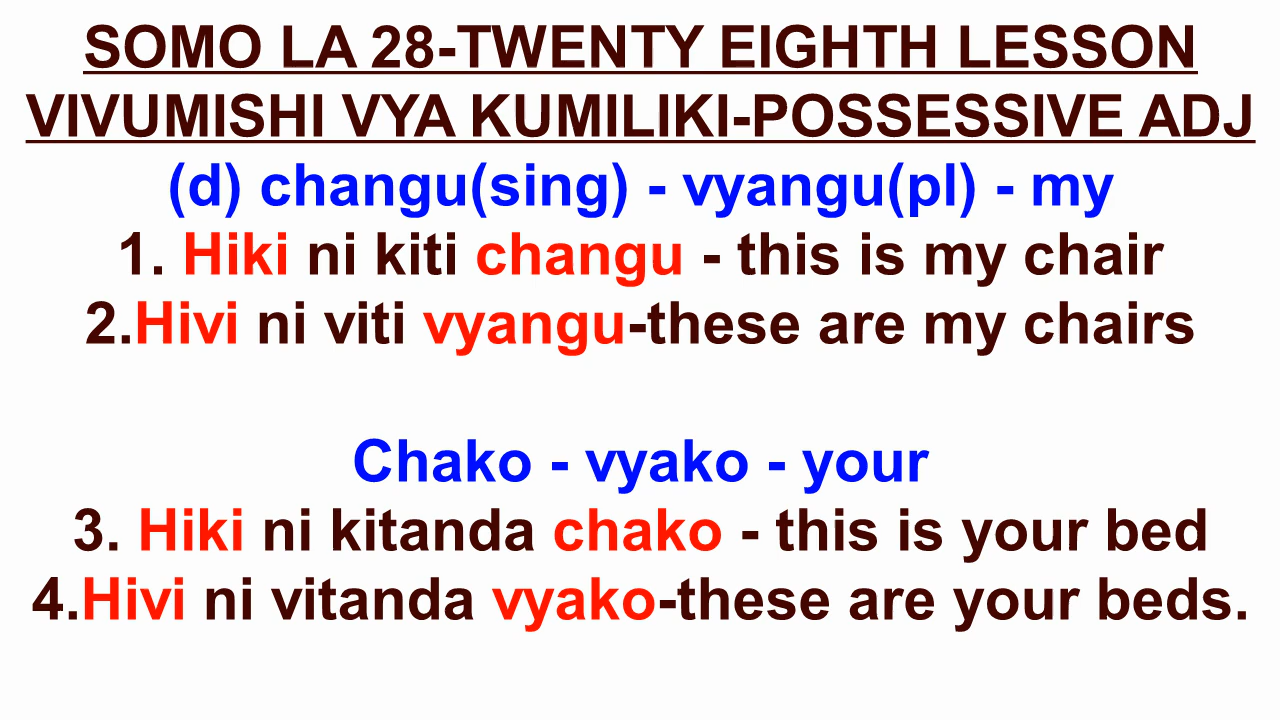 SOMO LA 28-TWENTY EIGHTH LESSON
VIVUMISHI VYA KUMILIKI-POSSESSIVE ADJ
(d) changu(sing) - vyangu(pl) - my
1. Hiki ni kiti changu - this is my chair
2.Hivi ni viti vyangu-these are my chairs
Chako - vyako - your
3. Hiki ni kitanda chako - this is your bed
4.Hivi ni vitanda vyako-these are your beds.